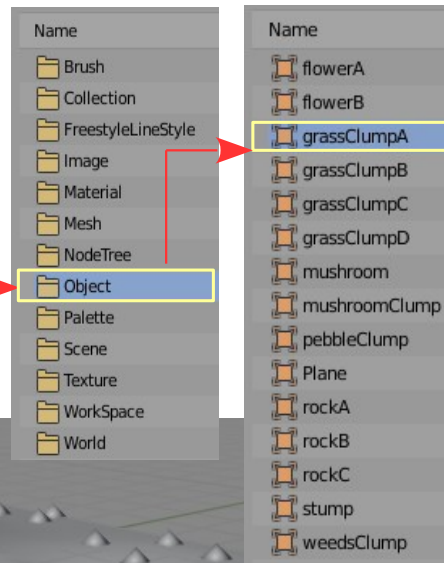 Name
Brush
Collection
FreestyleLineStyle
Image
Material
Mesh
NodeTree
Object
Palette
Scene
Texture
WorkSpace
World
Name
flowerA
flowerB
grassClumpA
grassClumpB
grassClumpC
grassClumpD
mushroom
mushroomClump
pebbleClump
Plane
rockA
rockB
rockC
stump
weedsClump